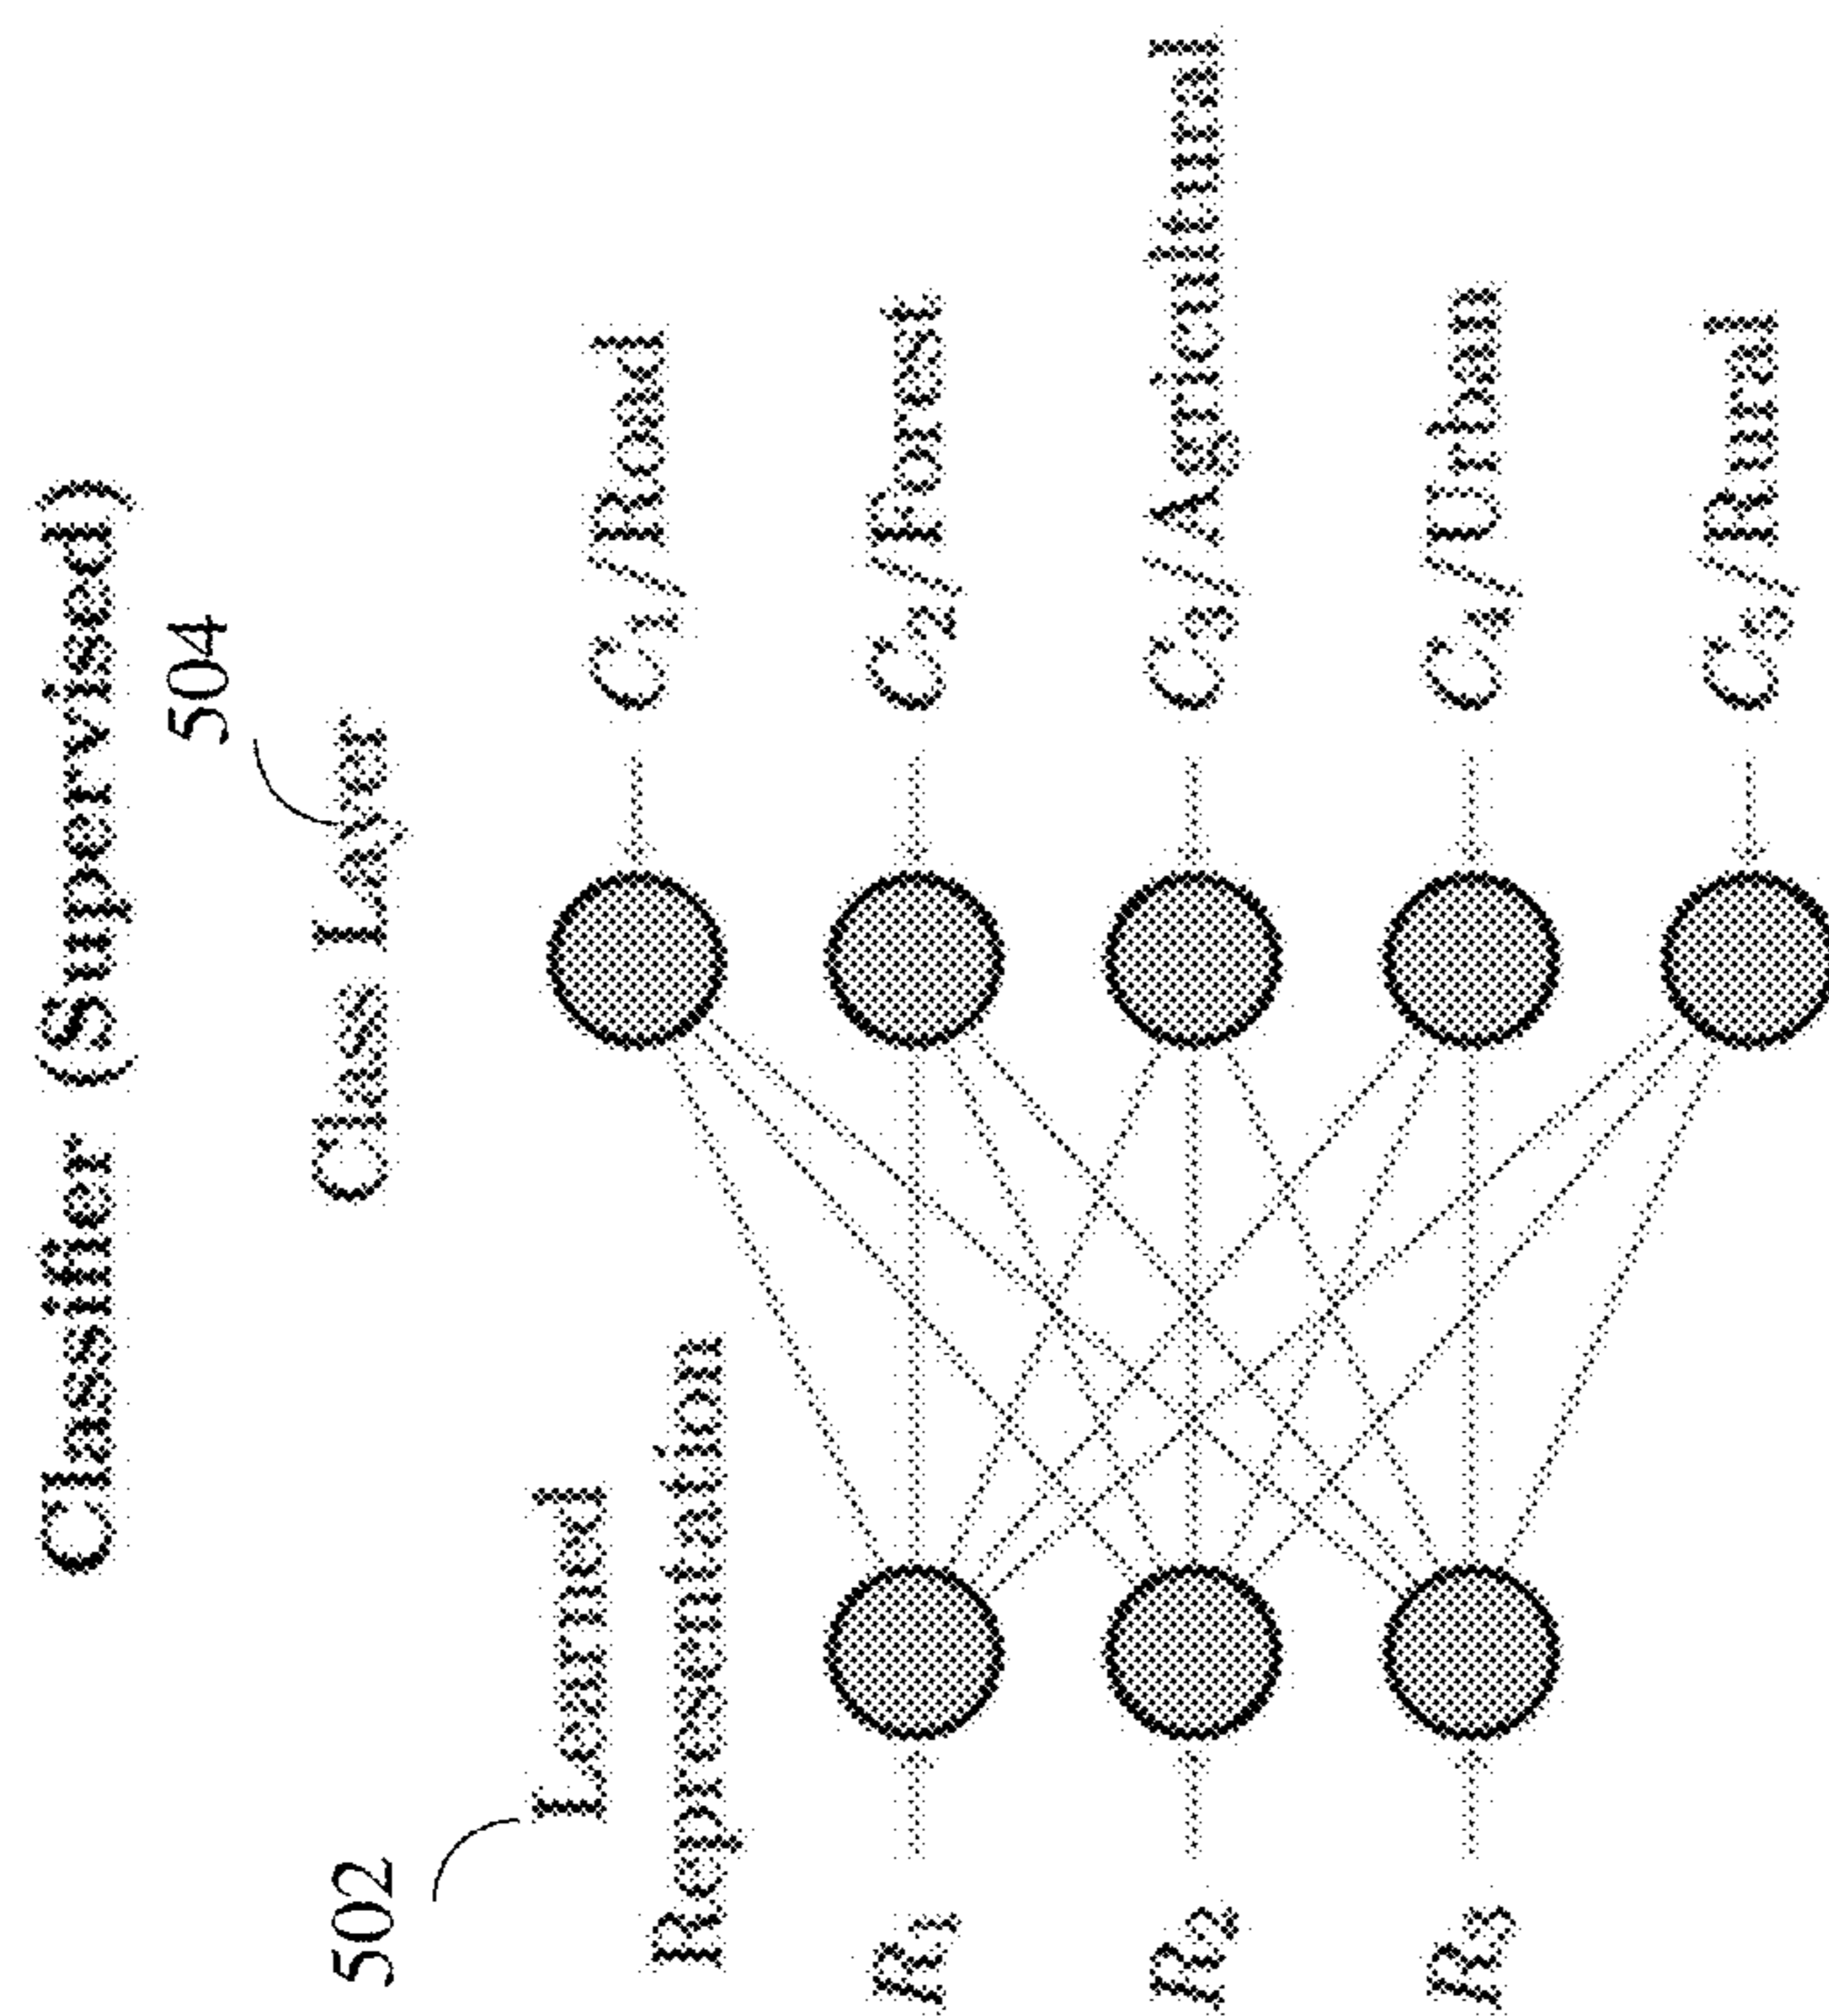 Classifier (Supervised)
504
Class Layer
502
Learned
Representation
C₁/Road
C₂/Forest
C₃/Agricultural
C₄/Urban
C₅/Rural
R₁
R₂
R₃